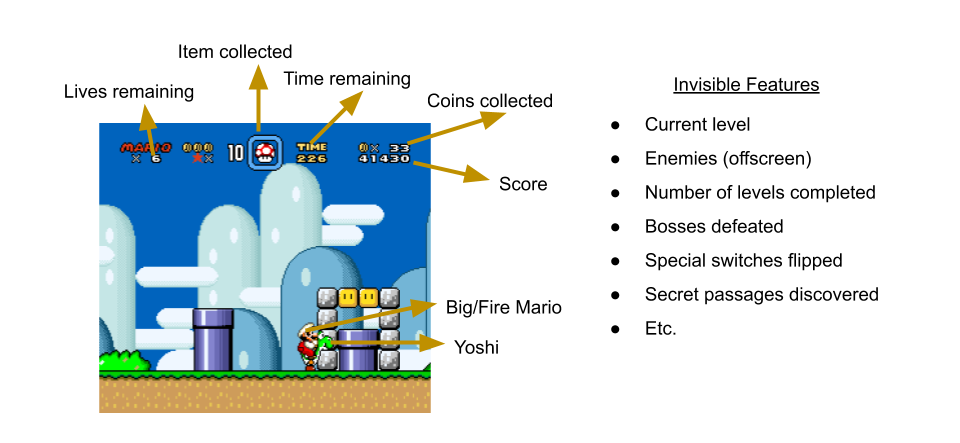 Item collected
Time remaining
Lives remaining
Coins collected
MARIO
x 6
x
10
TIME
226
x 33
41430
Score
Big/Fire Mario
Yoshi
Invisible Features
● Current level
● Enemies (offscreen)
● Number of levels completed
● Bosses defeated
● Special switches flipped
● Secret passages discovered
● Etc.